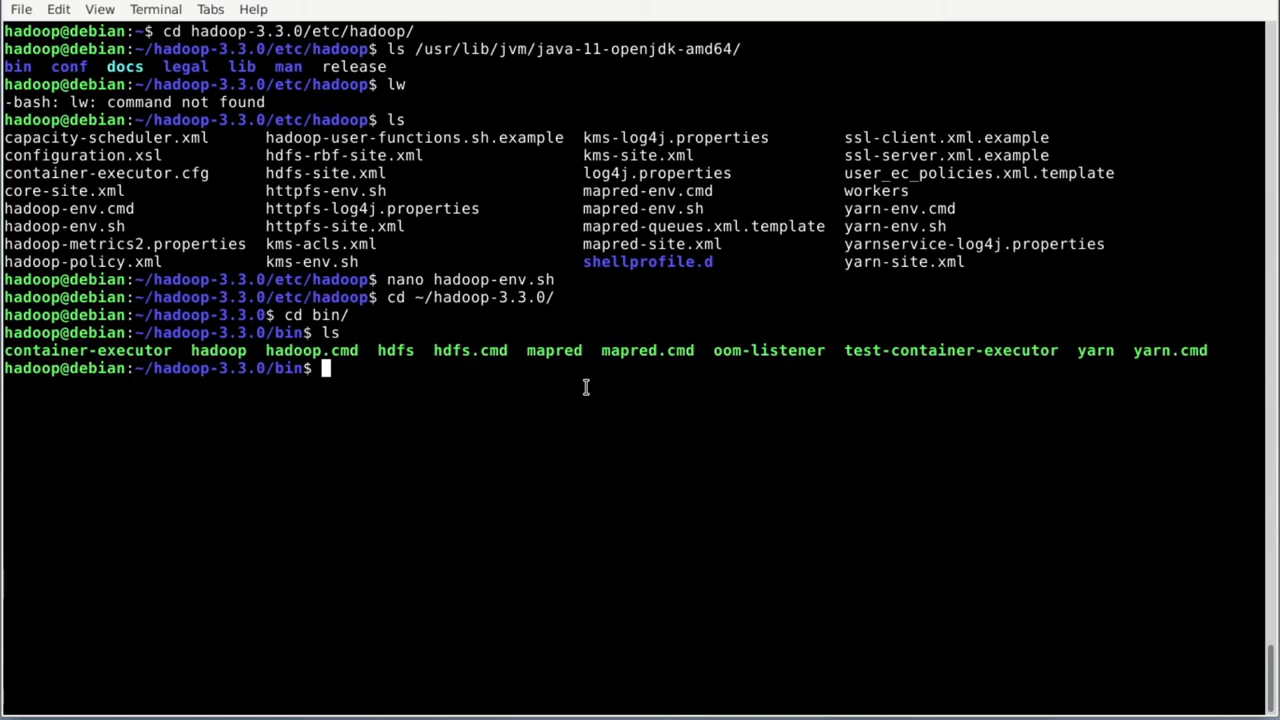 File Edit View Terminal Tabs Help
hadoop@debian:~$ cd hadoop-3.3.0/etc/hadoop/
hadoop@debian:~/hadoop-3.3.0/etc/hadoop$ ls /usr/lib/jvm/java-11-openjdk-amd64/
bin conf docs legal lib man release
hadoop@debian:~/hadoop-3.3.0/etc/hadoop$ lw
-bash: lw: command not found
hadoop@debian:~/hadoop-3.3.0/etc/hadoop$ ls
capacity-scheduler.xml hadoop-user-functions.sh.example kms-log4j.properties ssl-client.xml.example
configuration.xsl hdfs-rbf-site.xml kms-site.xml ssl-server.xml.example
container-executor.cfg hdfs-site.xml log4j.properties user_ec_policies.xml.template
core-site.xml httpfs-env.sh mapred-env.cmd workers
hadoop-env.cmd httpfs-log4j.properties mapred-env.sh yarn-env.cmd
hadoop-env.sh httpfs-site.xml mapred-queues.xml.template yarn-env.sh
hadoop-metrics2.properties kms-acls.xml mapred-site.xml yarnservice-log4j.properties
hadoop-policy.xml kms-env.sh shellprofile.d yarn-site.xml
hadoop@debian:~/hadoop-3.3.0/etc/hadoop$ nano hadoop-env.sh
hadoop@debian:~/hadoop-3.3.0/etc/hadoop$ cd ~/hadoop-3.3.0/
hadoop@debian:~/hadoop-3.3.0$ cd bin/
hadoop@debian:~/hadoop-3.3.0/bin$ ls
container-executor hadoop hadoop.cmd hdfs hdfs.cmd mapred mapred.cmd oom-listener test-container-executor yarn yarn.cmd
hadoop@debian:~/hadoop-3.3.0/bin$